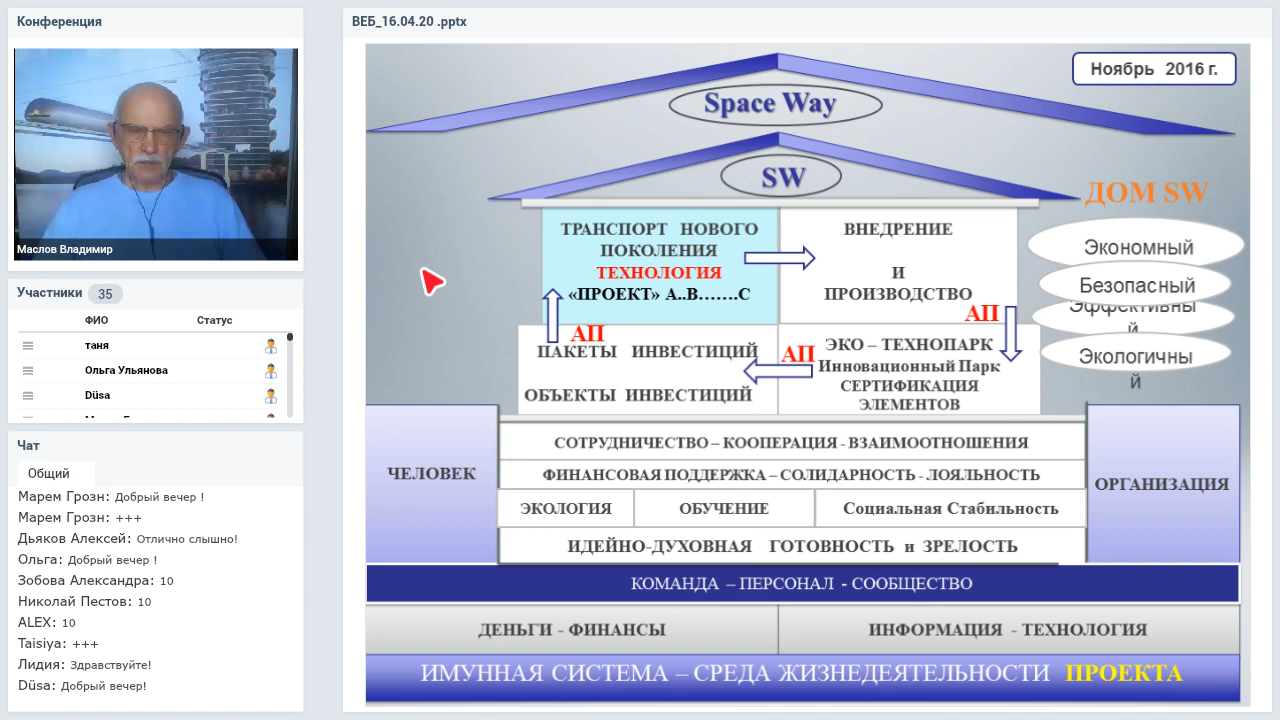 Конференция
Маслов Владимир
Участники 35
ФИО Статус
таня
Ольга Ульянова
Düsa
Чат
Общий
Марем Грозн: Добрый вечер !
Марем Грозн: +++
Дьяков Алексей: Отлично слышно!
Ольга: Добрый вечер !
Зобова Александра: 10
Николай Пестов: 10
ALEX: 10
Taisiya: +++
Лидия: Здравствуйте!
Düsa: Добрый вечер!
ВЕБ_16.04.20 .pptx
Ноябрь 2016 г.
Space Way
SW
ДОМ SW
Экономный
Безопасный
Эффективны
й
Экологичны
й
ТРАНСПОРТ НОВОГО
ПОКОЛЕНИЯ
ТЕХНОЛОГИЯ
«ПРОЕКТ» А..В…….С
ВНЕДРЕНИЕ
И
ПРОИЗВОДСТВО
АП
ПАКЕТЫ ИНВЕСТИЦИЙ
ОБЪЕКТЫ ИНВЕСТИЦИЙ
АП
АП
ЭКО – ТЕХНОПАРК
Инновационный Парк
СЕРТИФИКАЦИЯ
ЭЛЕМЕНТОВ
ЧЕЛОВЕК
СОТРУДНИЧЕСТВО – КООПЕРАЦИЯ - ВЗАИМООТНОШЕНИЯ
ФИНАНСОВАЯ ПОДДЕРЖКА – СОЛИДАРНОСТЬ - ЛОЯЛЬНОСТЬ
ЭКОЛОГИЯ ОБУЧЕНИЕ Социальная Стабильность
ИДЕЙНО-ДУХОВНАЯ ГОТОВНОСТЬ и ЗРЕЛОСТЬ
ОРГАНИЗАЦИЯ
КОМАНДА – ПЕРСОНАЛ - СООБЩЕСТВО
ДЕНЬГИ - ФИНАНСЫ ИНФОРМАЦИЯ - ТЕХНОЛОГИЯ
ИМУННАЯ СИСТЕМА – СРЕДА ЖИЗНЕДЕЯТЕЛЬНОСТИ ПРОЕКТА